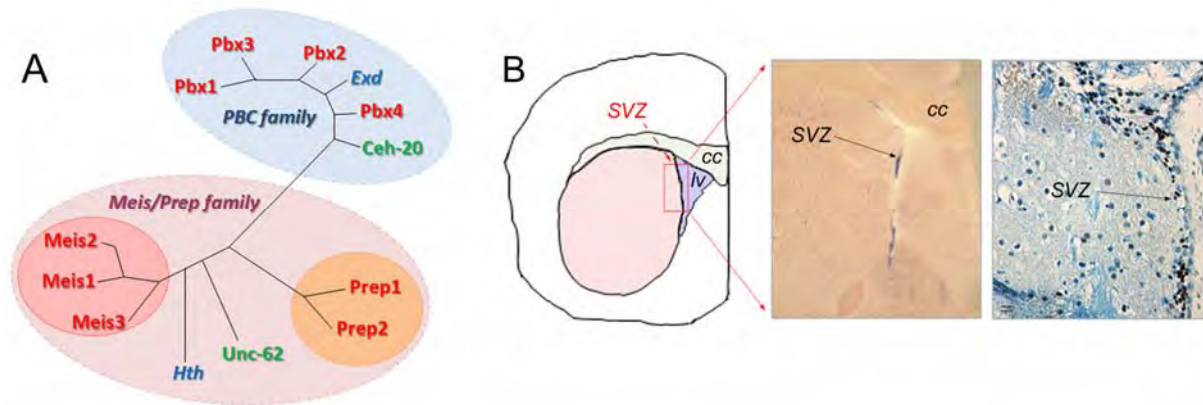 A
Pbx3
Pbx2
Pbx1
Exd
PBC family
Pbx4
Ceh-20
Meis/Prep family
Meis2
Meis1
Meis3
Prep1
Prep2
Unc-62
Hth
B
SVZ
cc
lv
cc
SVZ
SVZ